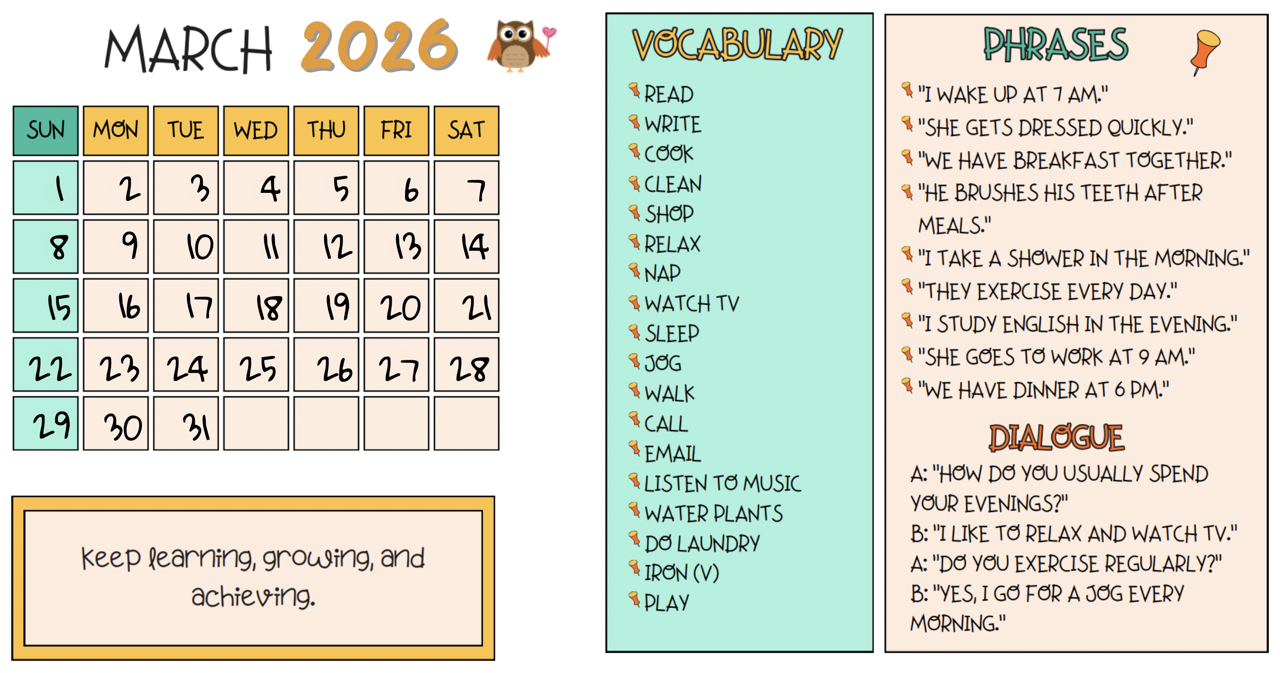 MARCH 2026
SUN MON TUE WED THU FRI SAT
1 2 3 4 5 6 7
8 9 10 11 12 13 14
15 16 17 18 19 20 21
22 23 24 25 26 27 28
29 30 31
Keep learning, growing, and
achieving.
VOCABULARY
READ
WRITE
COOK
CLEAN
SHOP
RELAX
NAP
WATCH TV
SLEEP
JOG
WALK
CALL
EMAIL
LISTEN TO MUSIC
WATER PLANTS
DO LAUNDRY
IRON (V)
PLAY
PHRASES
"I WAKE UP AT 7 AM."
"SHE GETS DRESSED QUICKLY."
"WE HAVE BREAKFAST TOGETHER."
"HE BRUSHES HIS TEETH AFTER
MEALS."
"I TAKE A SHOWER IN THE MORNING."
"THEY EXERCISE EVERY DAY."
"I STUDY ENGLISH IN THE EVENING."
"SHE GOES TO WORK AT 9 AM."
"WE HAVE DINNER AT 6 PM."
DIALOGUE
A: "HOW DO YOU USUALLY SPEND
YOUR EVENINGS?"
B: "I LIKE TO RELAX AND WATCH TV."
A: "DO YOU EXERCISE REGULARLY?"
B: "YES, I GO FOR A JOG EVERY
MORNING."